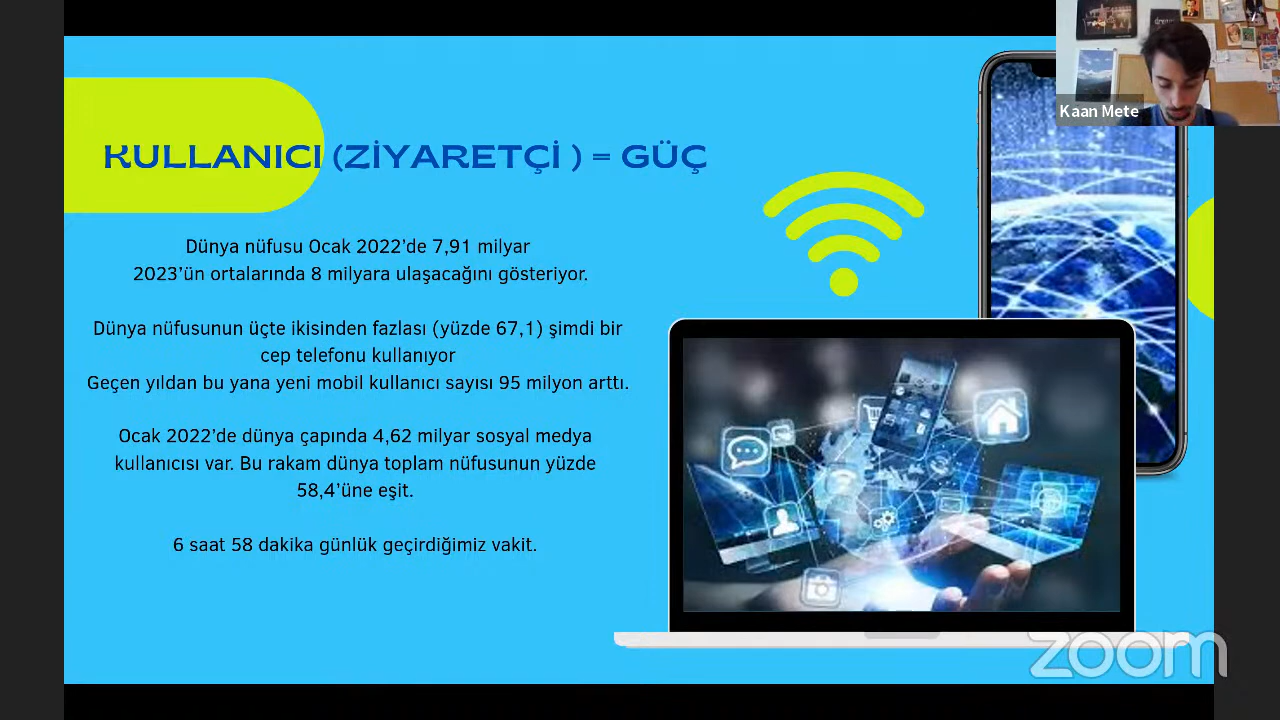 KULLANICI (ZİYARETÇİ ) = GÜÇ
Dünya nüfusu Ocak 2022’de 7,91 milyar
2023’ün ortalarında 8 milyara ulaşacağını gösteriyor.
Dünya nüfusunun üçte ikisinden fazlası (yüzde 67,1) şimdi bir
cep telefonu kullanıyor
Geçen yıldan bu yana yeni mobil kullanıcı sayısı 95 milyon arttı.
Ocak 2022’de dünya çapında 4,62 milyar sosyal medya
kullanıcısı var. Bu rakam dünya toplam nüfusunun yüzde
58,4’üne eşit.
6 saat 58 dakika günlük geçirdiğimiz vakit.
Kaan Mete
zoom